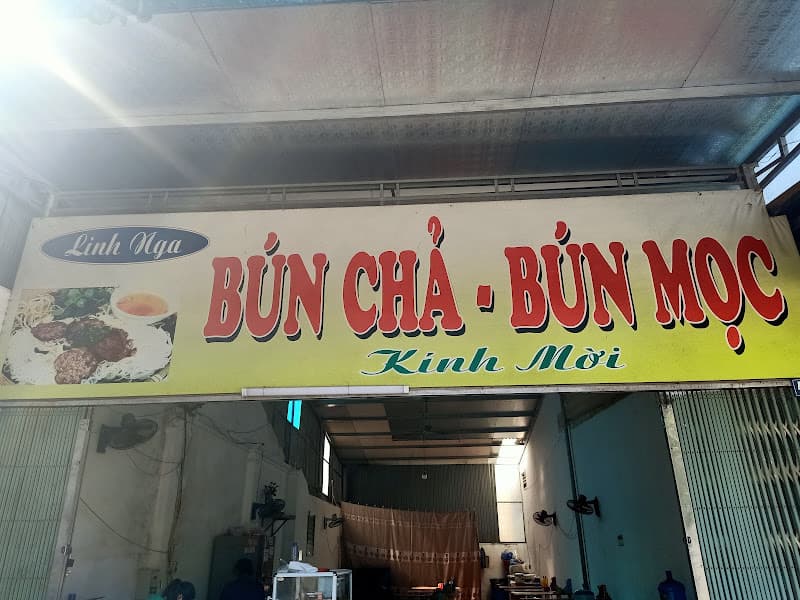 Linh Nga
BÚN CHẢ - BÚN MỌC
Kính Mời